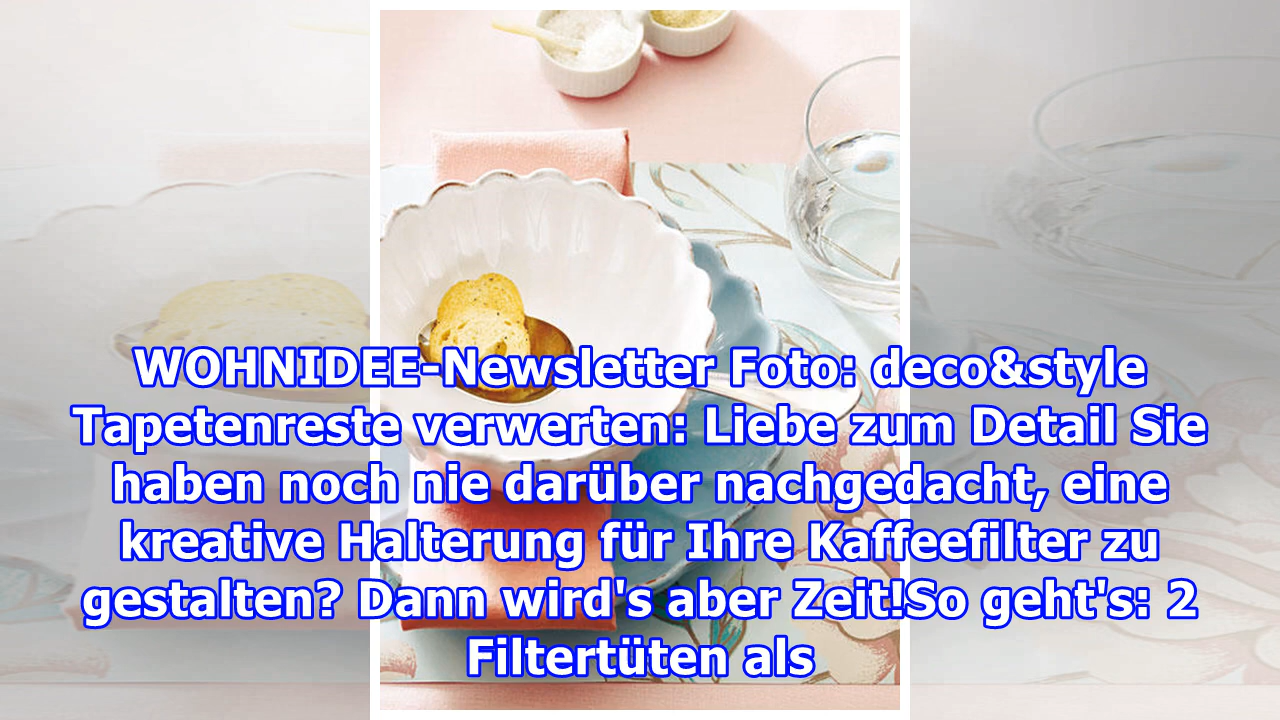 WOHNIDEE-Newsletter Foto: deco&style
Tapetenreste verwerten: Liebe zum Detail Sie
haben noch nie darüber nachgedacht, eine
kreative Halterung für Ihre Kaffeefilter zu
gestalten? Dann wird's aber Zeit!So geht's: 2
Filtertüten als